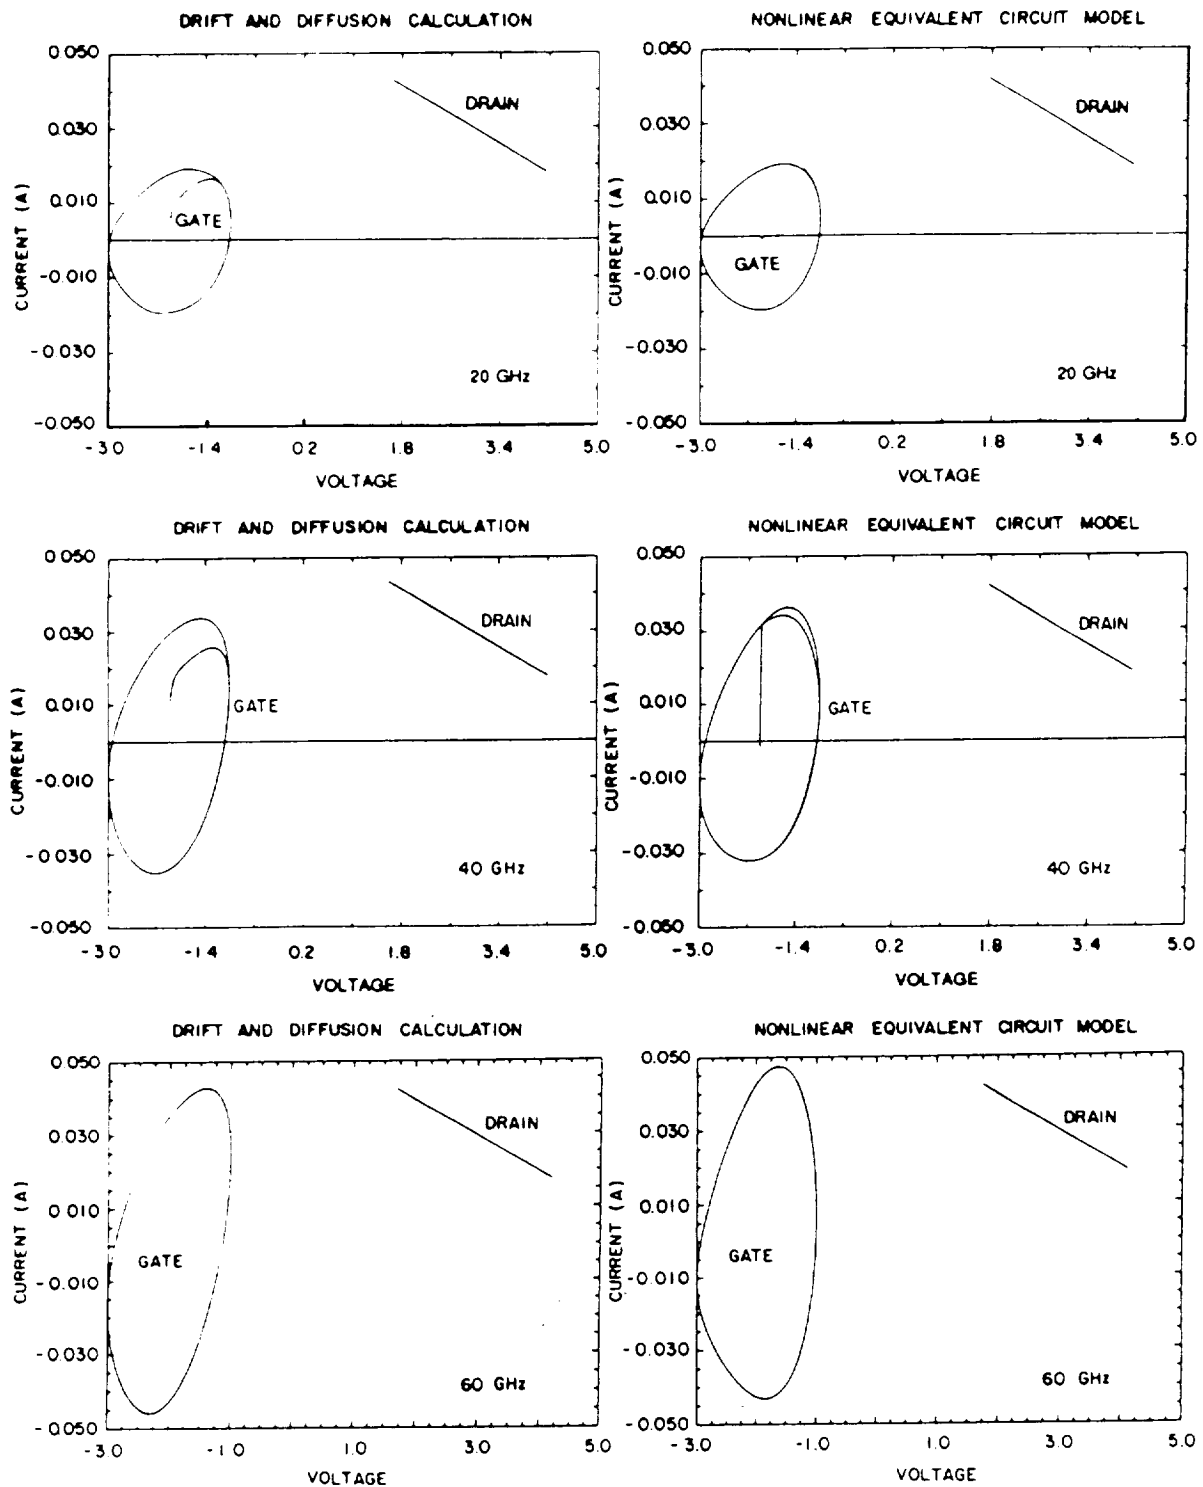 DRIFT AND DIFFUSION CALCULATION
0.050
0.030
0.010
-0.010
-0.030
-0.050
CURRENT (A)
DRAIN
GATE
20 GHz
-3.0 -1.4 0.2 1.8 3.4 5.0
VOLTAGE
NONLINEAR EQUIVALENT CIRCUIT MODEL
0.050
0.030
0.010
-0.010
-0.030
-0.050
CURRENT (A)
DRAIN
GATE
20 GHz
-3.0 -1.4 0.2 1.8 3.4 5.0
VOLTAGE
DRIFT AND DIFFUSION CALCULATION
0.050
0.030
0.010
-0.010
-0.030
-0.050
CURRENT (A)
DRAIN
GATE
40 GHz
-3.0 -1.4 0.2 1.8 3.4 5.0
VOLTAGE
NONLINEAR EQUIVALENT CIRCUIT MODEL
0.050
0.030
0.010
-0.010
-0.030
-0.050
CURRENT (A)
DRAIN
GATE
40 GHz
-3.0 -1.4 0.2 1.8 3.4 5.0
VOLTAGE
DRIFT AND DIFFUSION CALCULATION
0.050
0.030
0.010
-0.010
-0.030
-0.050
CURRENT (A)
DRAIN
GATE
60 GHz
-3.0 -1.0 1.0 3.0 5.0
VOLTAGE
NONLINEAR EQUIVALENT CIRCUIT MODEL
0.050
0.030
0.010
-0.010
-0.030
-0.050
CURRENT (A)
DRAIN
GATE
60 GHz
-3.0 -1.0 1.0 3.0 5.0
VOLTAGE